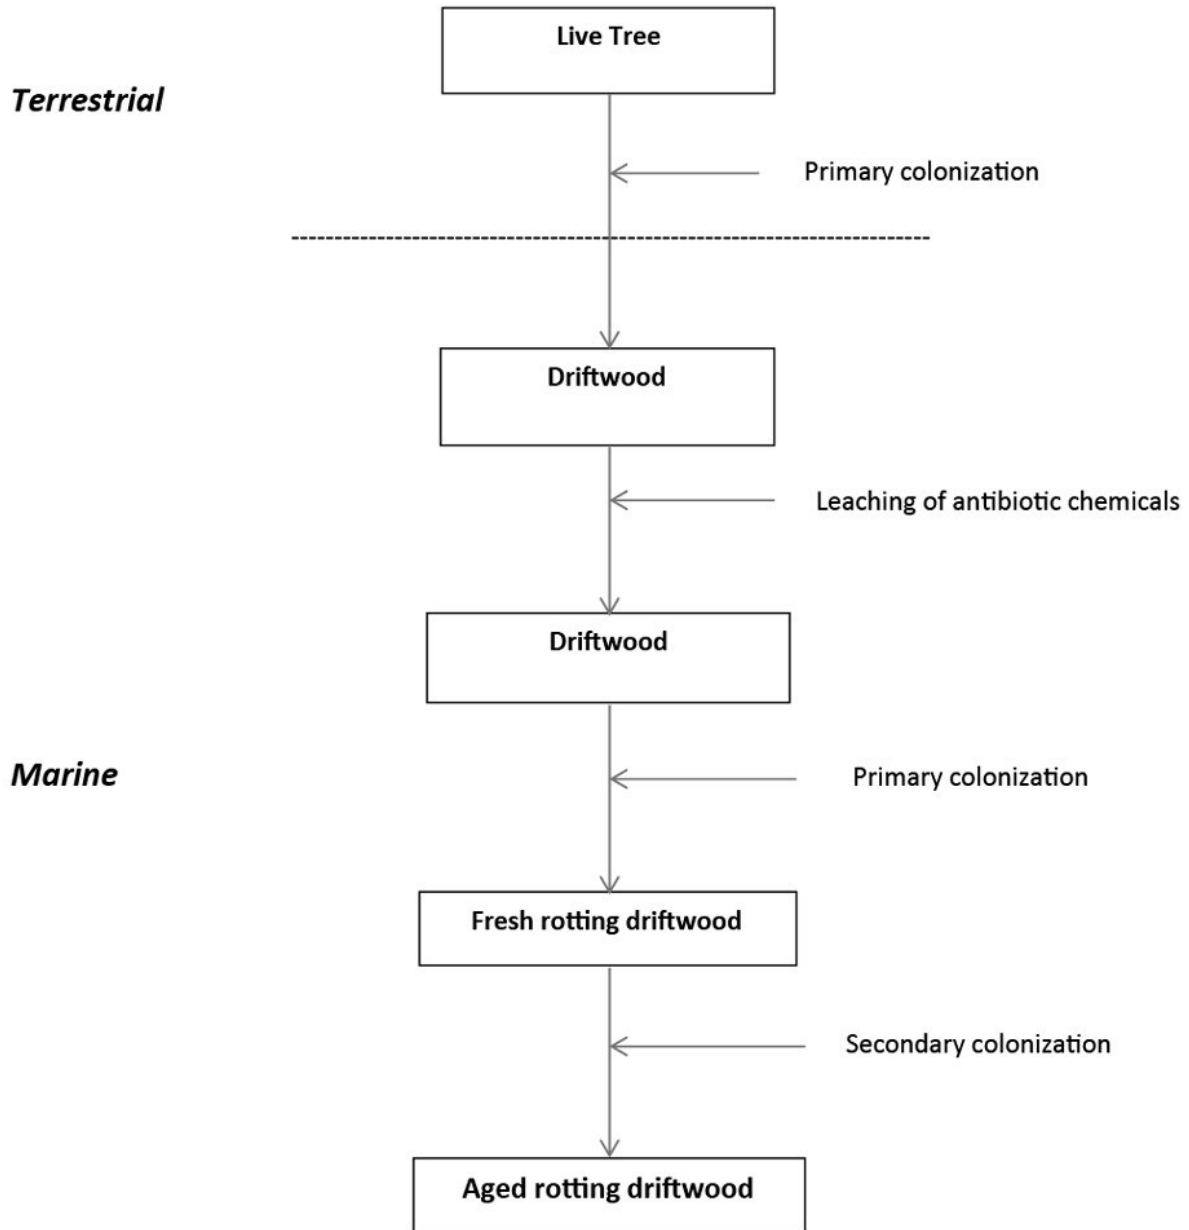 Live Tree
Terrestrial
Primary colonization
Driftwood
Leaching of antibiotic chemicals
Driftwood
Marine
Primary colonization
Fresh rotting driftwood
Secondary colonization
Aged rotting driftwood